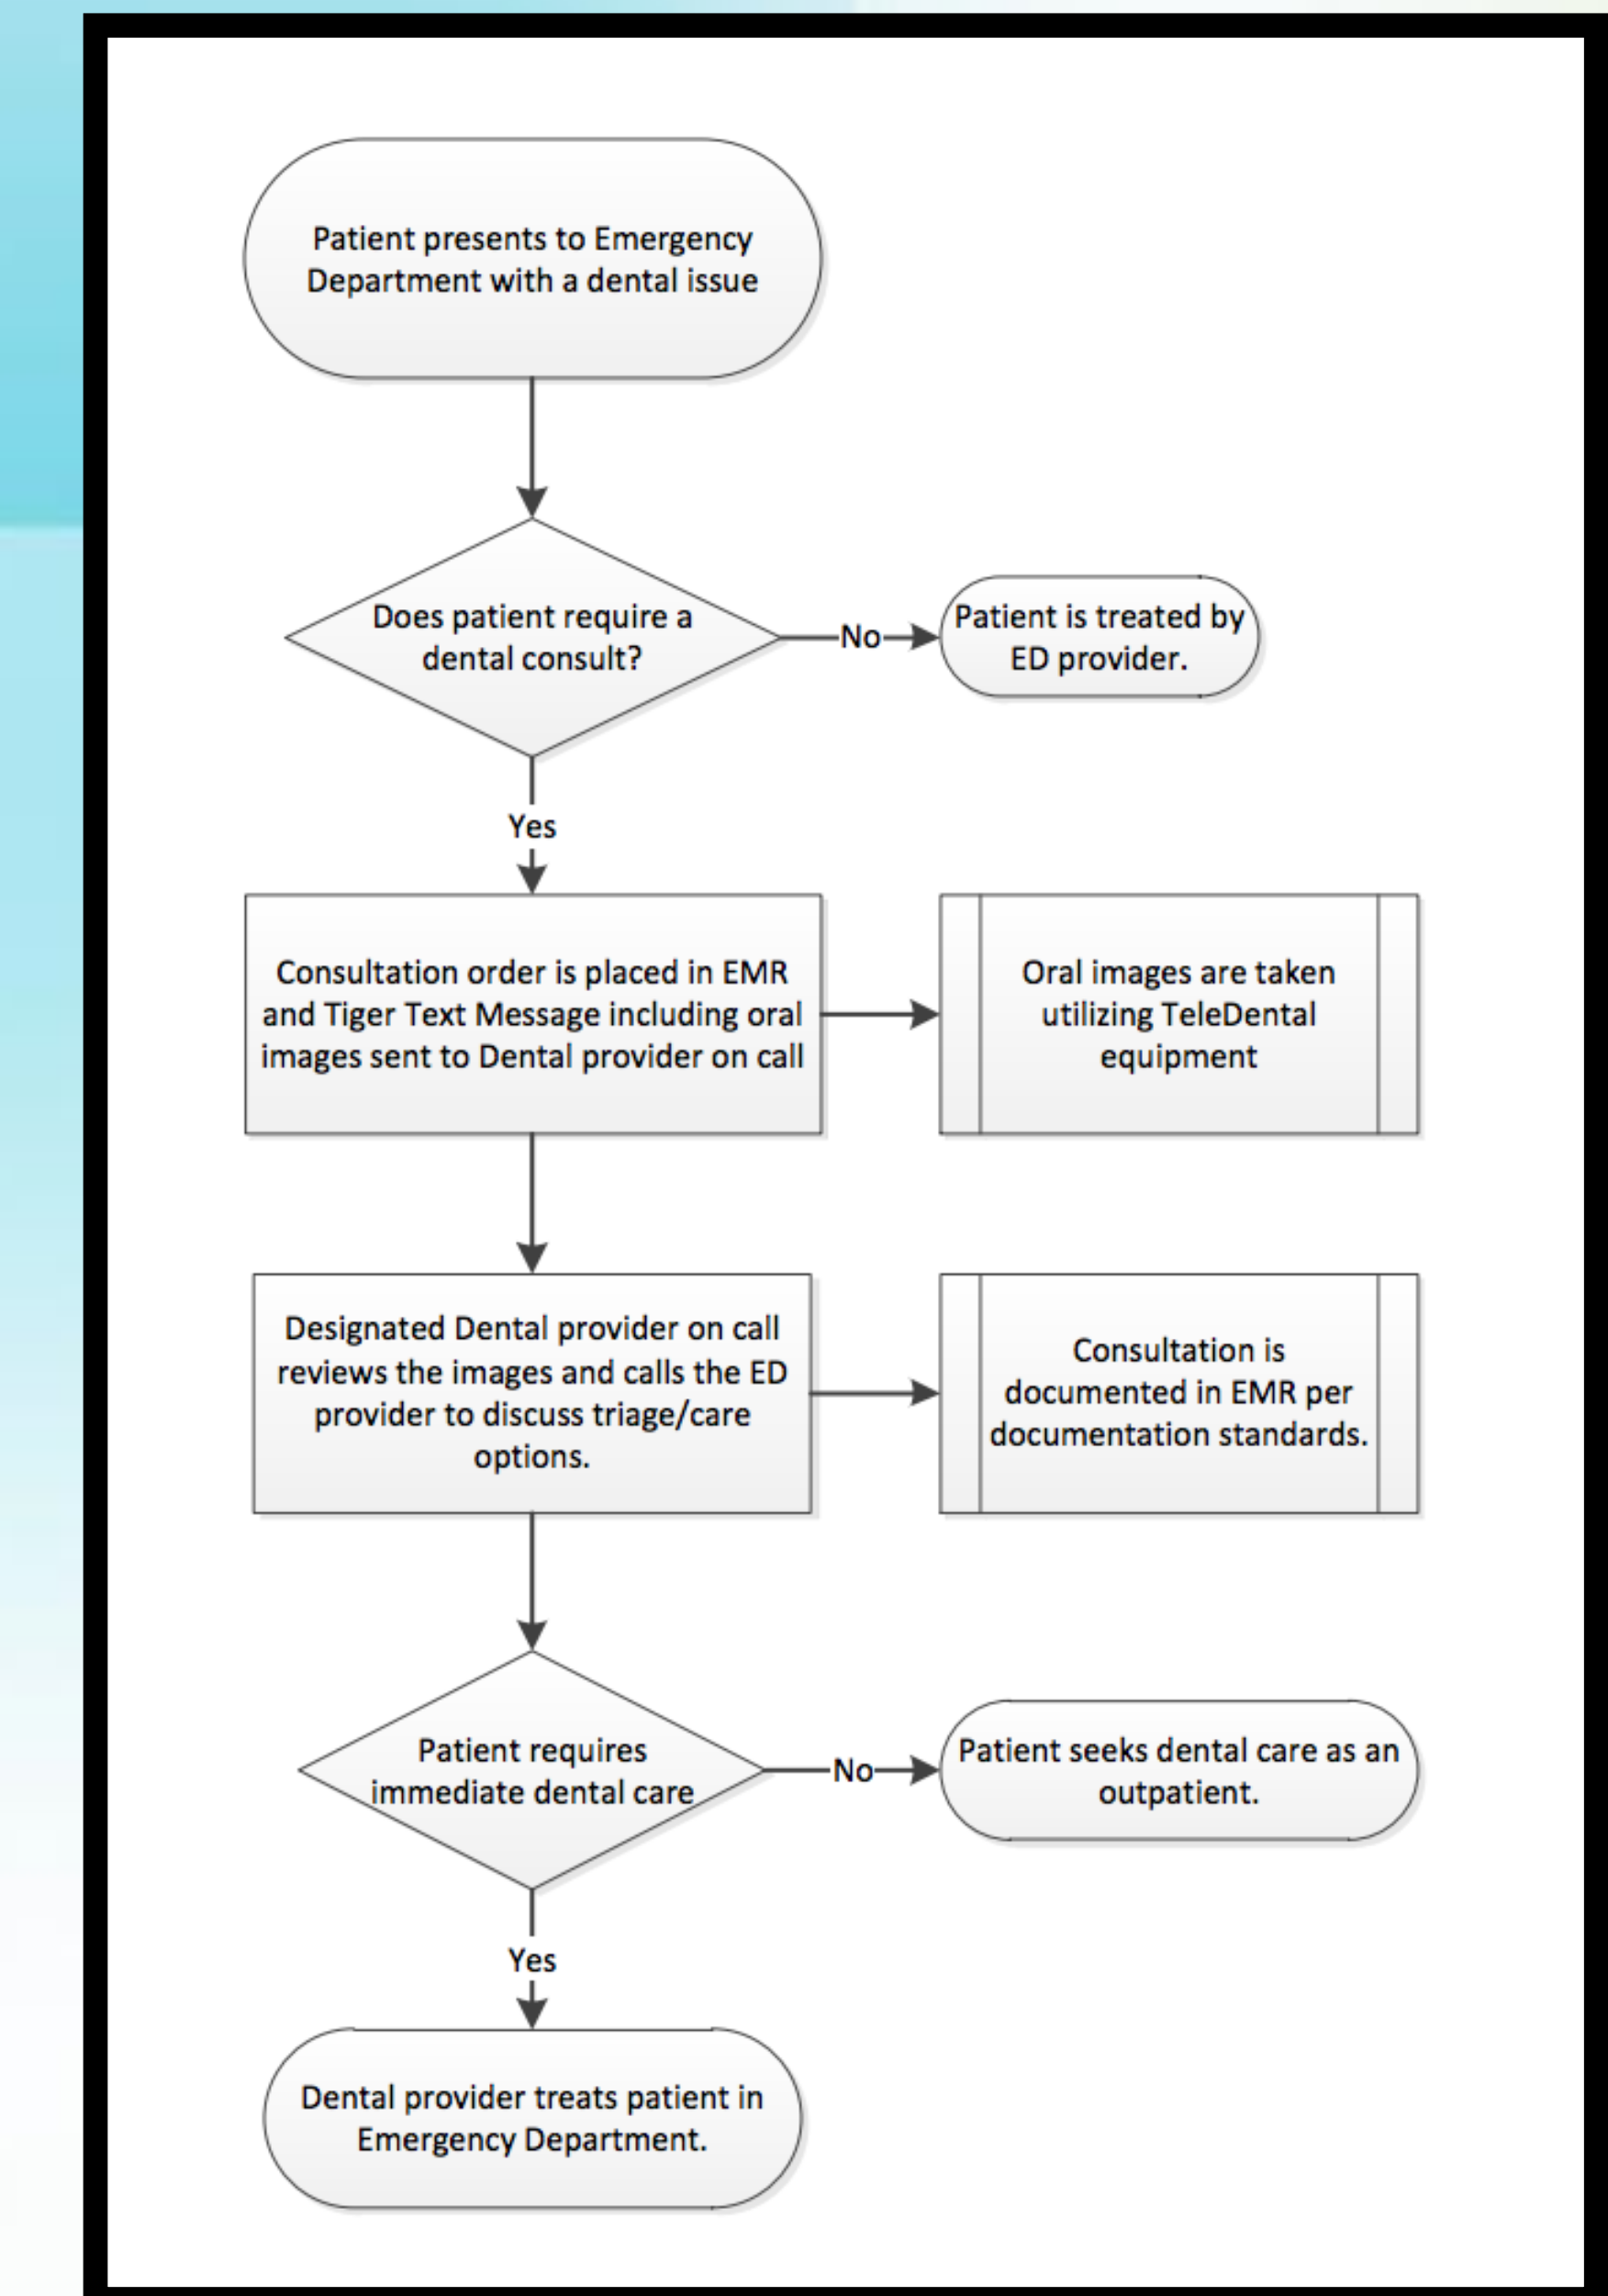 Patient presents to Emergency
Department with a dental issue
Does patient require a
dental consult?
No
Patient is treated by
ED provider.
Yes
Consultation order is placed in EMR
and Tiger Text Message including oral
images sent to Dental provider on call
Oral images are taken
utilizing TeleDental
equipment
Designated Dental provider on call
reviews the images and calls the ED
provider to discuss triage/care
options.
Consultation is
documented in EMR per
documentation standards.
Patient requires
immediate dental care
No
Patient seeks dental care as an
outpatient.
Yes
Dental provider treats patient in
Emergency Department.